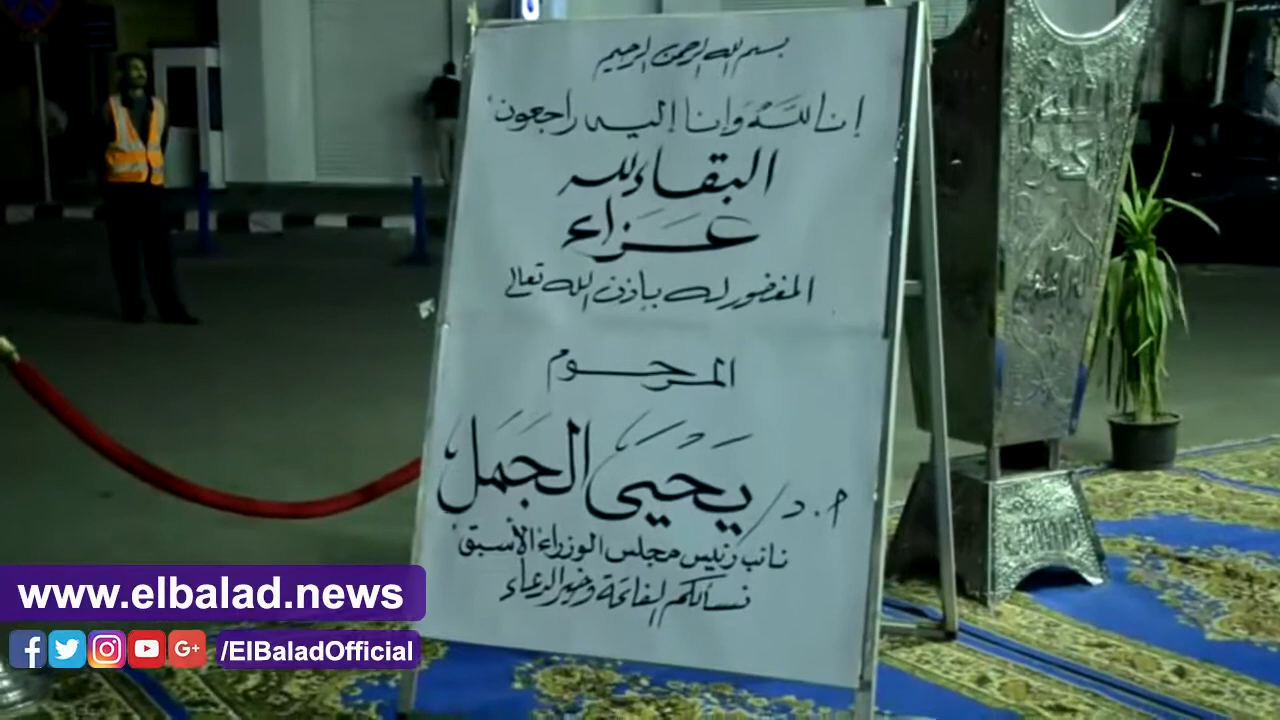 بسم الله الرحمن الرحيم
إنا لله وإنا إليه راجعون
البقاء لله
عزاء
المغفور له بإذن الله تعالى
المرحوم
أ.د/ يحيى الجمل
نائب رئيس مجلس الوزراء الأسبق
نسألكم الفاتحة وخير الدعاء
www.elbalad.news
/ElBaladOfficial